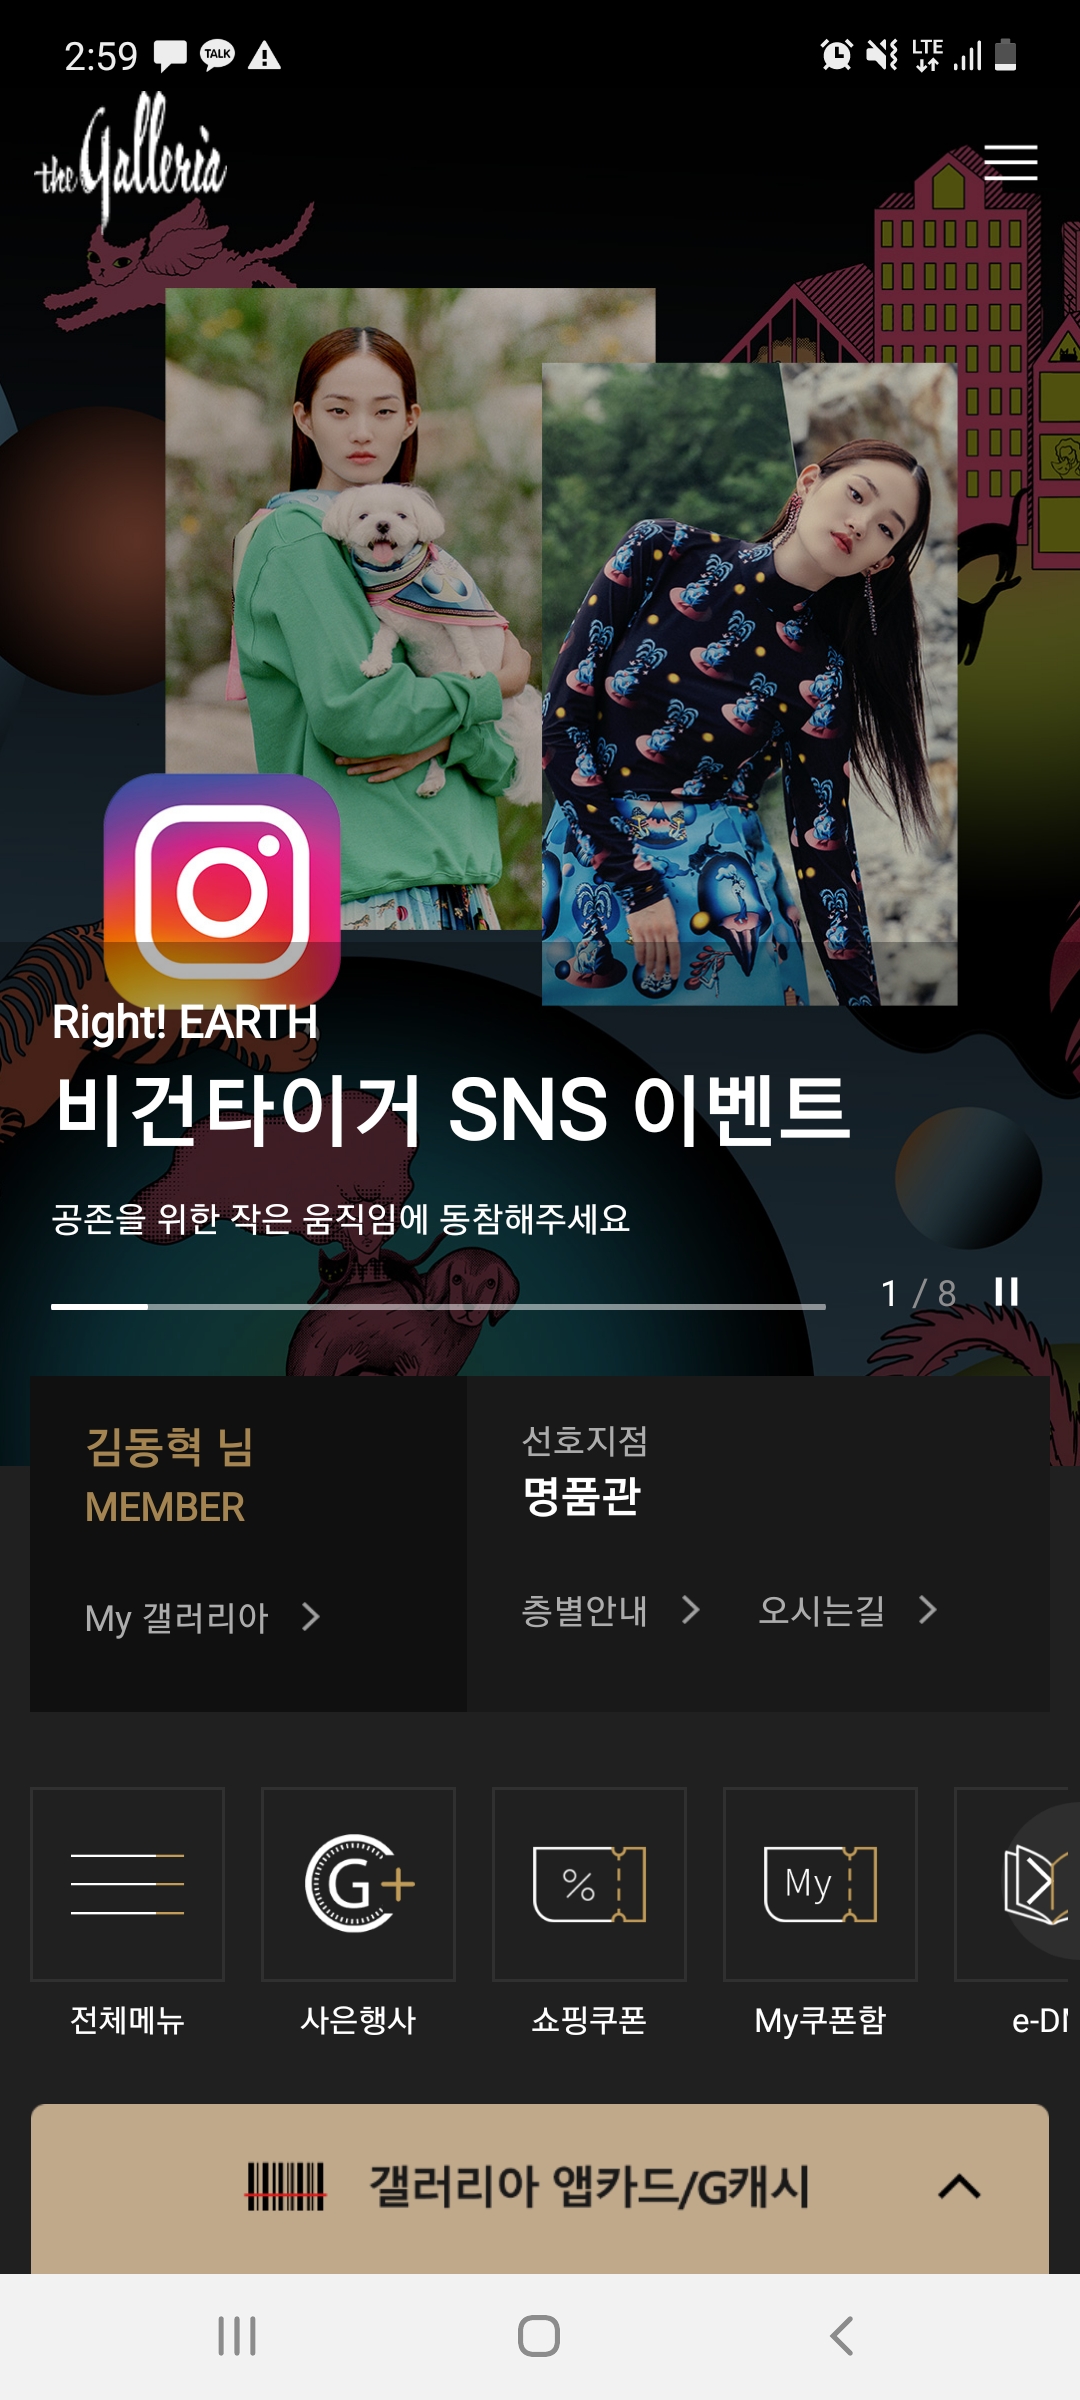 2:59
TALK
LTE
the Galleria
Right! EARTH
비건타이거 SNS 이벤트
공존을 위한 작은 움직임에 동참해주세요
1 / 8
김동혁 님
MEMBER
My 갤러리아
선호지점
명품관
층별안내
오시는길
G+
%
My
전체메뉴
사은행사
쇼핑쿠폰
My쿠폰함
갤러리아 앱카드/G캐시